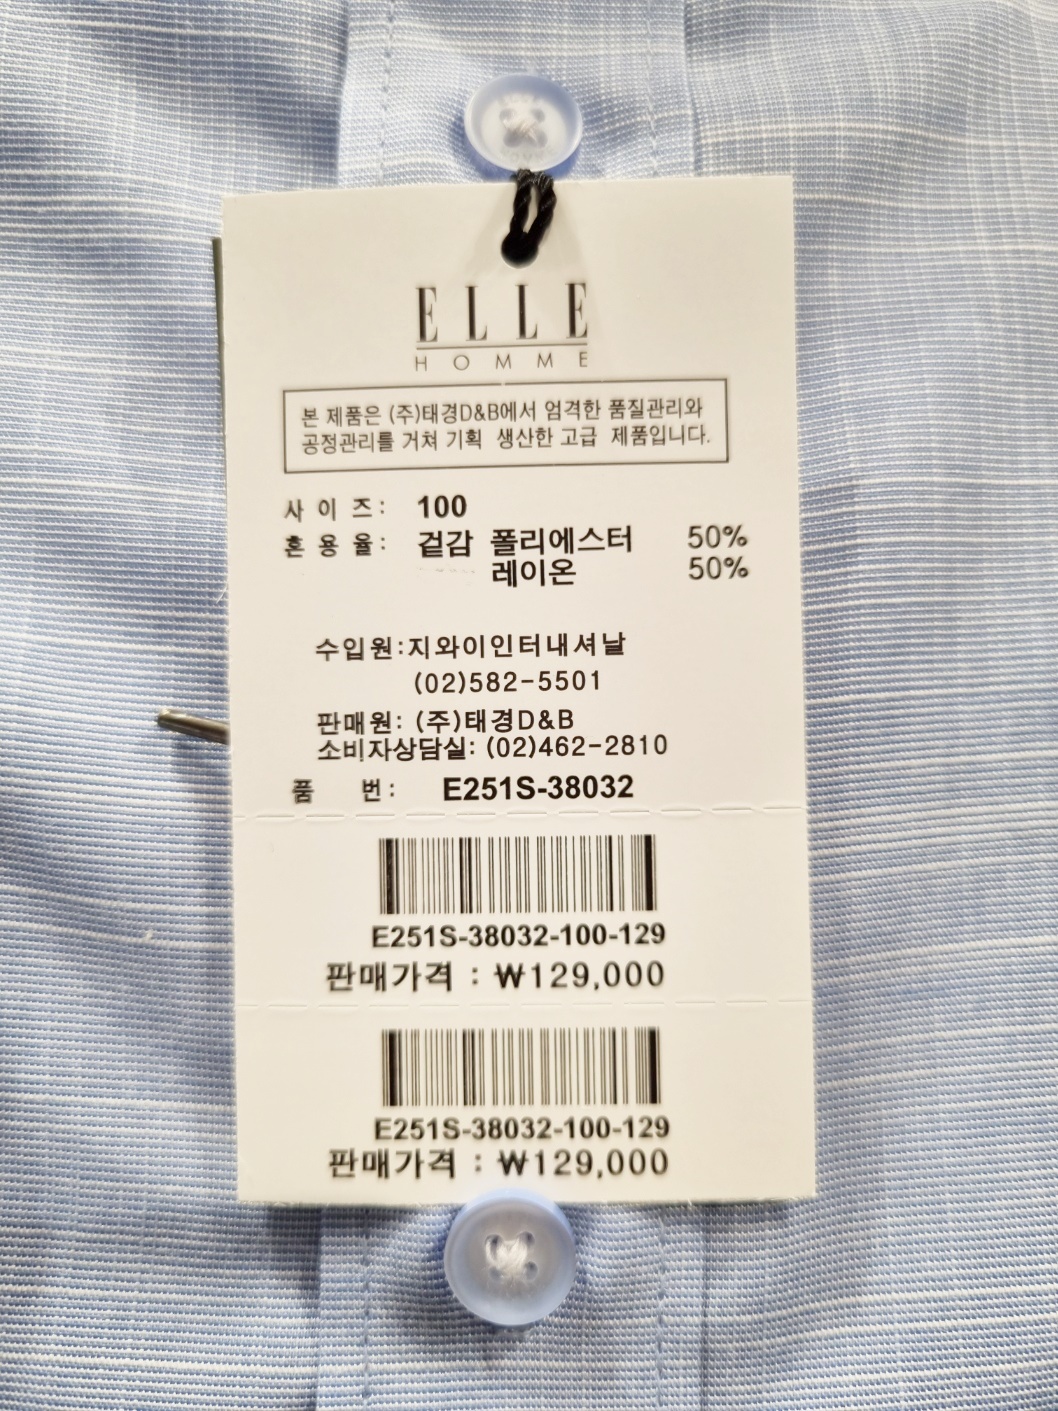 ELLE
HOMME
본 제품은 (주)태경D&B에서 엄격한 품질관리와
공정관리를 거쳐 기획 생산한 고급 제품입니다.
사 이 즈: 100
혼 용 율: 겉감 폴리에스터 50%
레이온 50%
수입원:지와이인터내셔날
(02)582-5501
판매원: (주)태경D&B
소비자상담실: (02)462-2810
품 번: E251S-38032
E251S-38032-100-129
판매가격 : ₩129,000
E251S-38032-100-129
판매가격 : ₩129,000